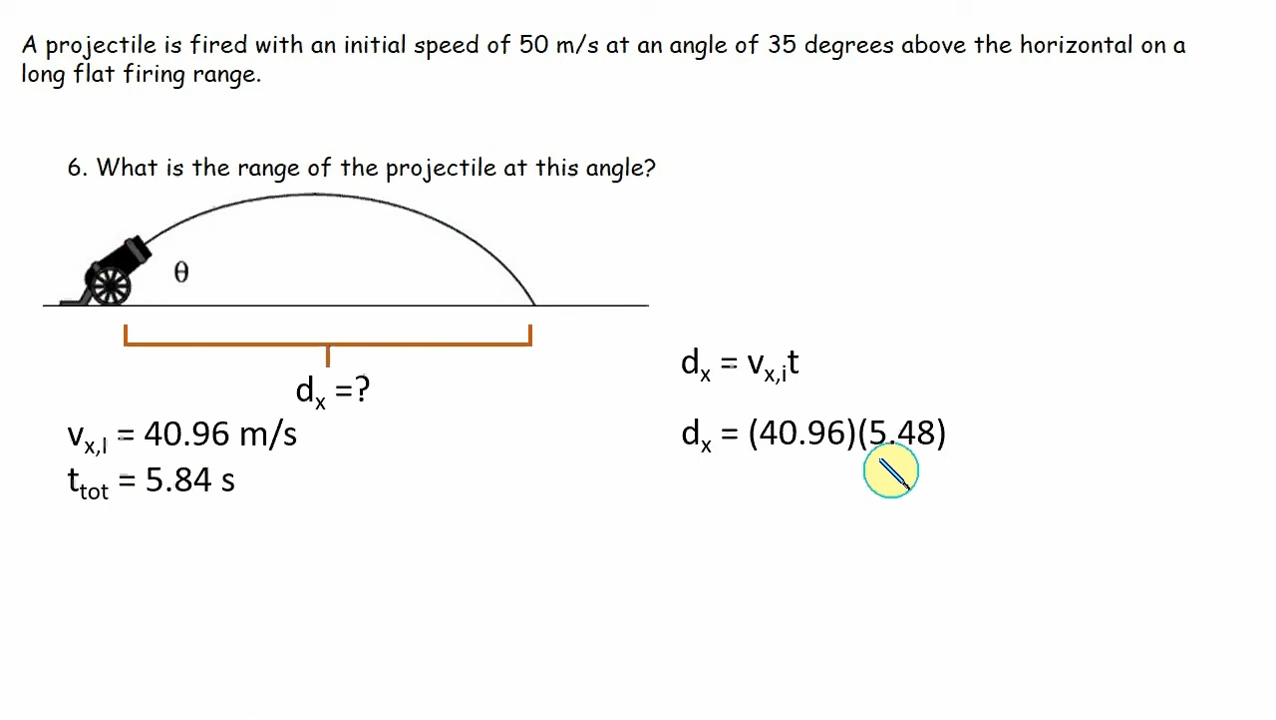 A projectile is fired with an initial speed of 50 m/s at an angle of 35 degrees above the horizontal on a
long flat firing range.
6. What is the range of the projectile at this angle?
θ
dx =?
vx,l = 40.96 m/s
ttot = 5.84 s
dx = vx,it
dx = (40.96)(5.48)